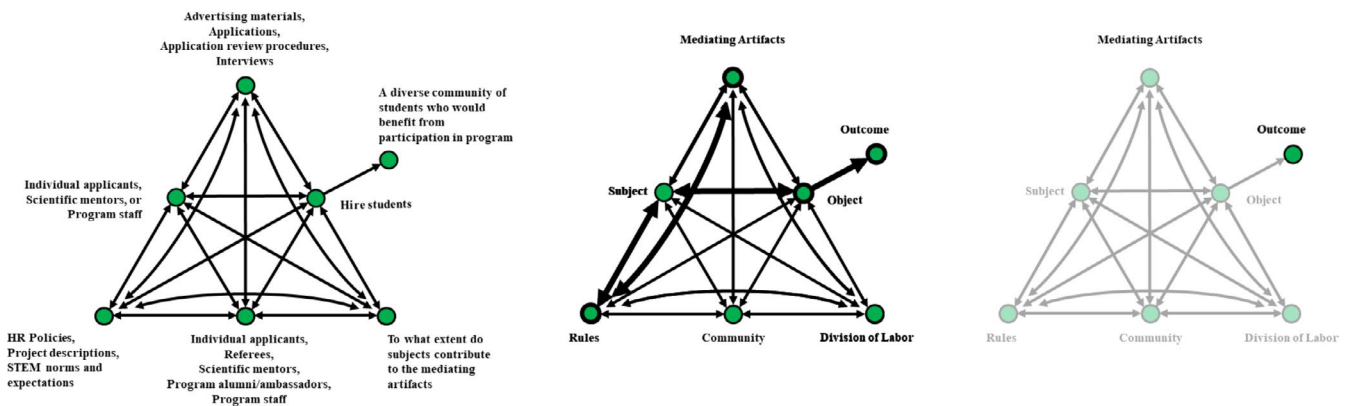 Advertising materials,
Applications,
Application review procedures,
Interviews
A diverse community of
students who would
benefit from
participation in program
Individual applicants,
Scientific mentors, or
Program staff
Hire students
HR Policies,
Project descriptions,
STEM norms and
expectations
Individual applicants,
Referees,
Scientific mentors,
Program alumni/ambassadors,
Program staff
To what extent do
subjects contribute
to the mediating
artifacts
Mediating Artifacts
Outcome
Subject
Object
Rules
Community
Division of Labor
Mediating Artifacts
Outcome
Subject
Object
Rules
Community
Division of Labor